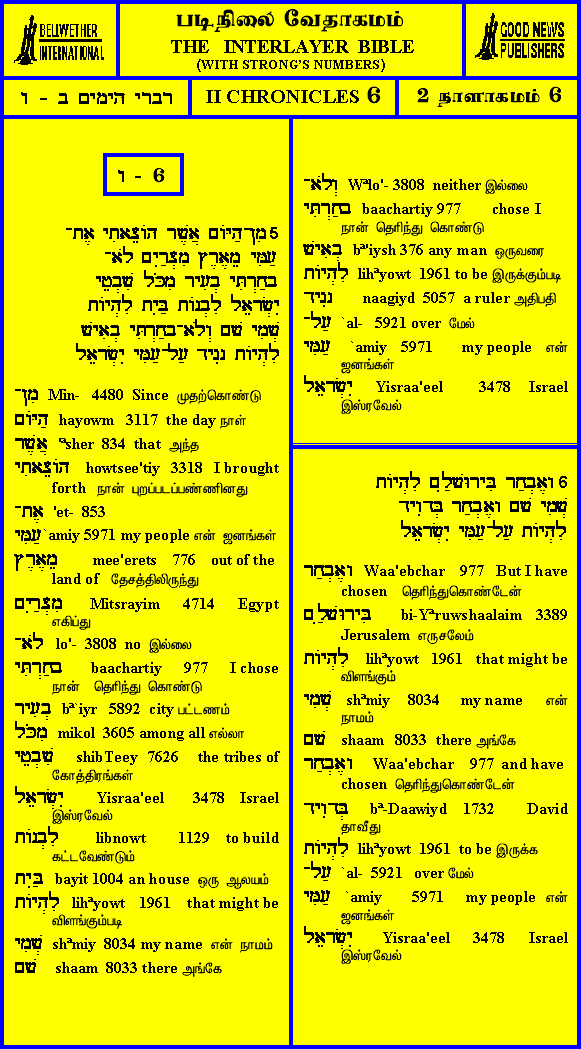 BELLWETHER
INTERNATIONAL
படிநிலை வேதாகமம்
THE INTERLAYER BIBLE
(WITH STRONG'S NUMBERS)
GOOD NEWS
PUBLISHERS
דברי הימים ב - ו
II CHRONICLES 6
2 நாளாகமம் 6
ו - 6
5 מִן־הַיּוֹם אֲשֶׁר הוֹצֵאתִי אֶת־
עַמִּי מֵאֶרֶץ מִצְרַיִם לֹא־
בָחַרְתִּי בְעִיר מִכֹּל שִׁבְטֵי
יִשְׂרָאֵל לִבְנוֹת בַּיִת לִהְיוֹת
שְׁמִי שָׁם וְלֹא־בָחַרְתִּי בְאִישׁ
לִהְיוֹת נָגִיד עַל־עַמִּי יִשְׂרָאֵל
מִן־ Min- 4480 Since முதற்கொண்டு
הַיּוֹם hayowm 3117 the day நாள்
אֲשֶׁר ªsher 834 that அந்த
הוֹצֵאתִי howtsee'tiy 3318 I brought
forth நான் புறப்படப்பண்ணினது
אֶת־ 'et- 853
עַמִּי `amiy 5971 my people என் ஜனங்கள்
מֵאֶרֶץ mee'erets 776 out of the
land of தேசத்திலிருந்து
מִצְרַיִם Mitsrayim 4714 Egypt
எகிப்து
לֹא־ lo'- 3808 no இல்லை
בָחַרְתִּי baachartiy 977 I chose
நான் தெரிந்து கொண்டு
בְעִיר bª`iyr 5892 city பட்டணம்
מִכֹּל mikol 3605 among all எல்லா
שִׁבְטֵי shibTeey 7626 the tribes of
கோத்திரங்கள்
יִשְׂרָאֵל Yisraa'eel 3478 Israel
இஸ்ரவேல்
לִבְנוֹת libnowt 1129 to build
கட்டவேண்டும்
בַּיִת bayit 1004 an house ஒரு ஆலயம்
לִהְיוֹת lihªyowt 1961 that might be
விளங்கும்படி
שְׁמִי shªmiy 8034 my name என் நாமம்
שָׁם shaam 8033 there அங்கே
וְלֹא־ Wªlo'- 3808 neither இல்லை
בָחַרְתִּי baachartiy 977 chose I
நான் தெரிந்து கொண்டு
בְאִישׁ bª'iysh 376 any man ஒருவரை
לִהְיוֹת lihªyowt 1961 to be இருக்கும்படி
נָגִיד naagiyd 5057 a ruler அதிபதி
עַל־ `al- 5921 over மேல்
עַמִּי `amiy 5971 my people என்
ஜனங்கள்
יִשְׂרָאֵל Yisraa'eel 3478 Israel
இஸ்ரவேல்
6 וָאֶבְחַר בִּירוּשָׁלַיִם לִהְיוֹת
שְׁמִי שָׁם וָאֶבְחַר בְּדָוִיד
לִהְיוֹת עַל־עַמִּי יִשְׂרָאֵל
וָאֶבְחַר Waa'ebchar 977 But I have
chosen தெரிந்துகொண்டேன்
בִּירוּשָׁלַיִם bi-Yªruwshaalaim 3389
Jerusalem எருசலேம்
לִהְיוֹת lihªyowt 1961 that might be
விளங்கும்
שְׁמִי shªmiy 8034 my name என்
நாமம்
שָׁם shaam 8033 there அங்கே
וָאֶבְחַר Waa'ebchar 977 and have
chosen தெரிந்துகொண்டேன்
בְּדָוִיד bª-Daawiyd 1732 David
தாவீது
לִהְיוֹת lihªyowt 1961 to be இருக்க
עַל־ `al- 5921 over மேல்
עַמִּי `amiy 5971 my people என்
ஜனங்கள்
יִשְׂרָאֵל Yisraa'eel 3478 Israel
இஸ்ரவேல்